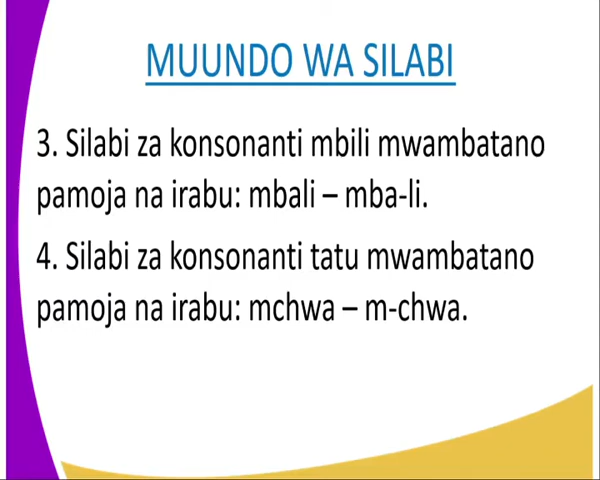 MUUNDO WA SILABI
3. Silabi za konsonanti mbili mwambatano
pamoja na irabu: mbali – mba-li.
4. Silabi za konsonanti tatu mwambatano
pamoja na irabu: mchwa – m-chwa.